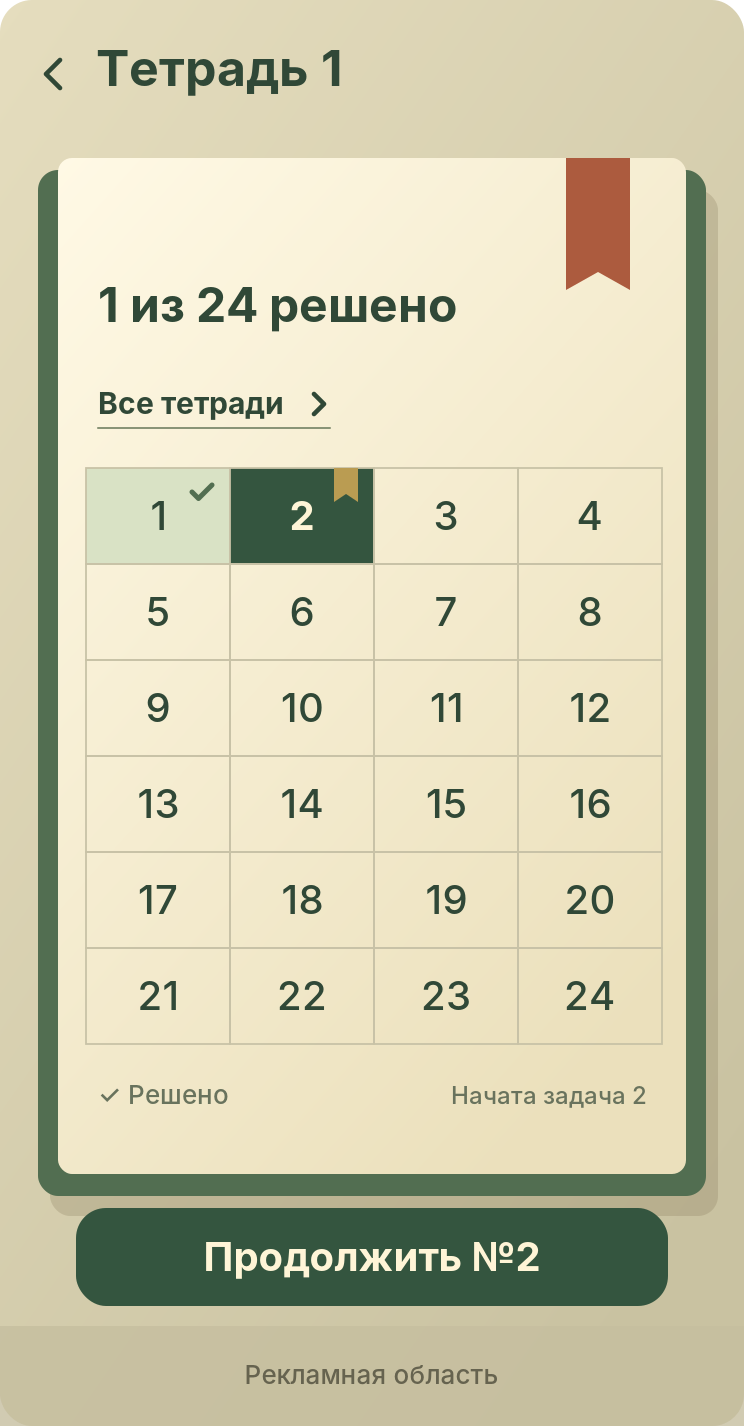 Тетрадь 1
1 из 24 решено
Все тетради
1 2 3 4
5 6 7 8
9 10 11 12
13 14 15 16
17 18 19 20
21 22 23 24
Решено Начата задача 2
Продолжить №2
Рекламная область